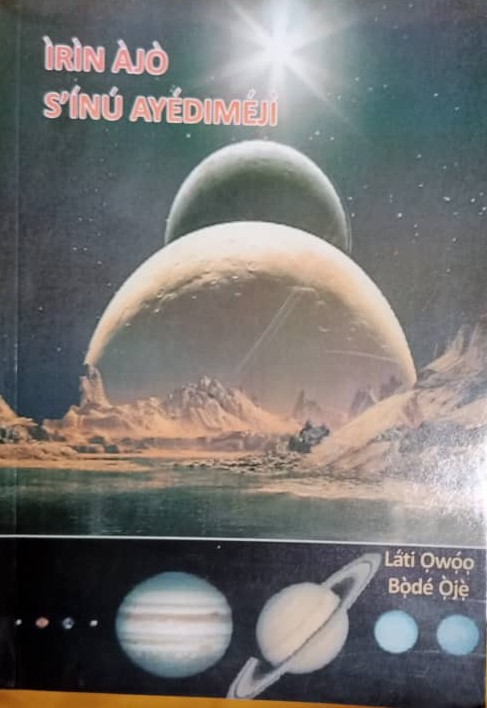 ÌRÌN ÀJÒ
S'ÍNÚ AYÉDIMÉJÌ
Láti Ọwọ́ọ
Bọ̀dé Ọ̀jẹ̀